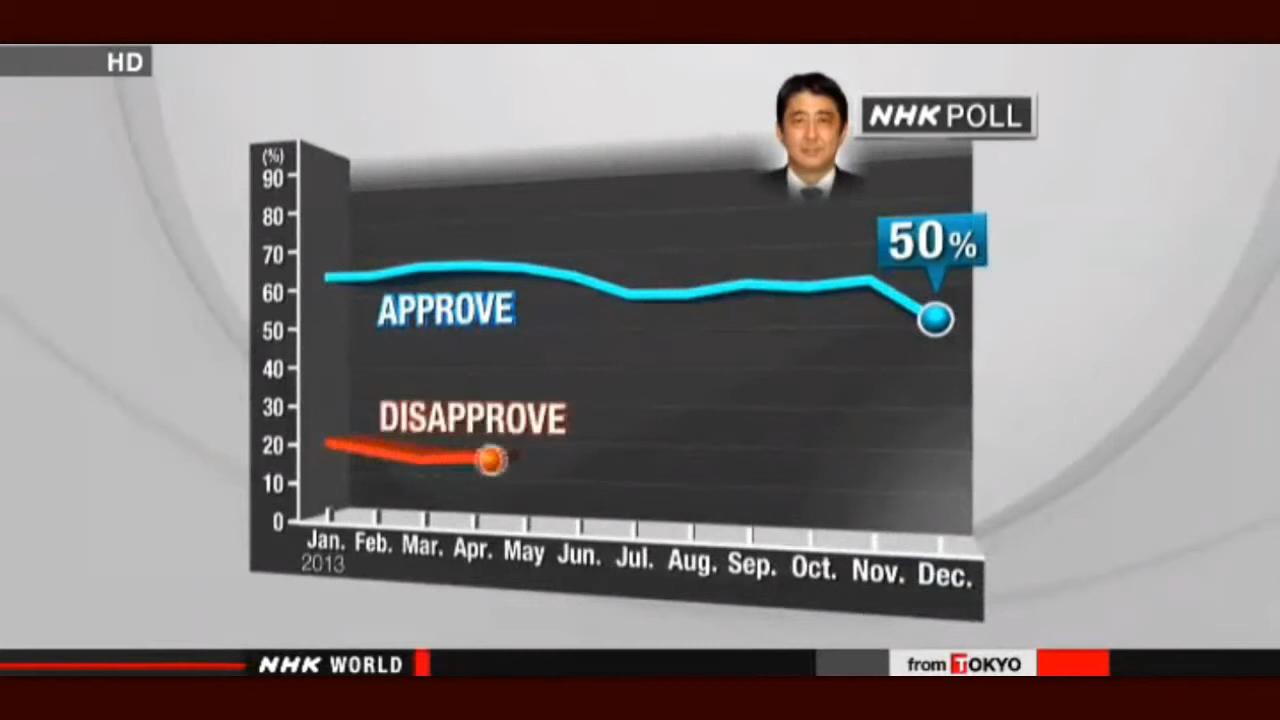 HD
NHK POLL
(%)
90
80
70
60
50
40
30
20
10
0
50%
APPROVE
DISAPPROVE
Jan. Feb. Mar. Apr. May Jun. Jul. Aug. Sep. Oct. Nov. Dec.
2013
NHK WORLD
from TOKYO